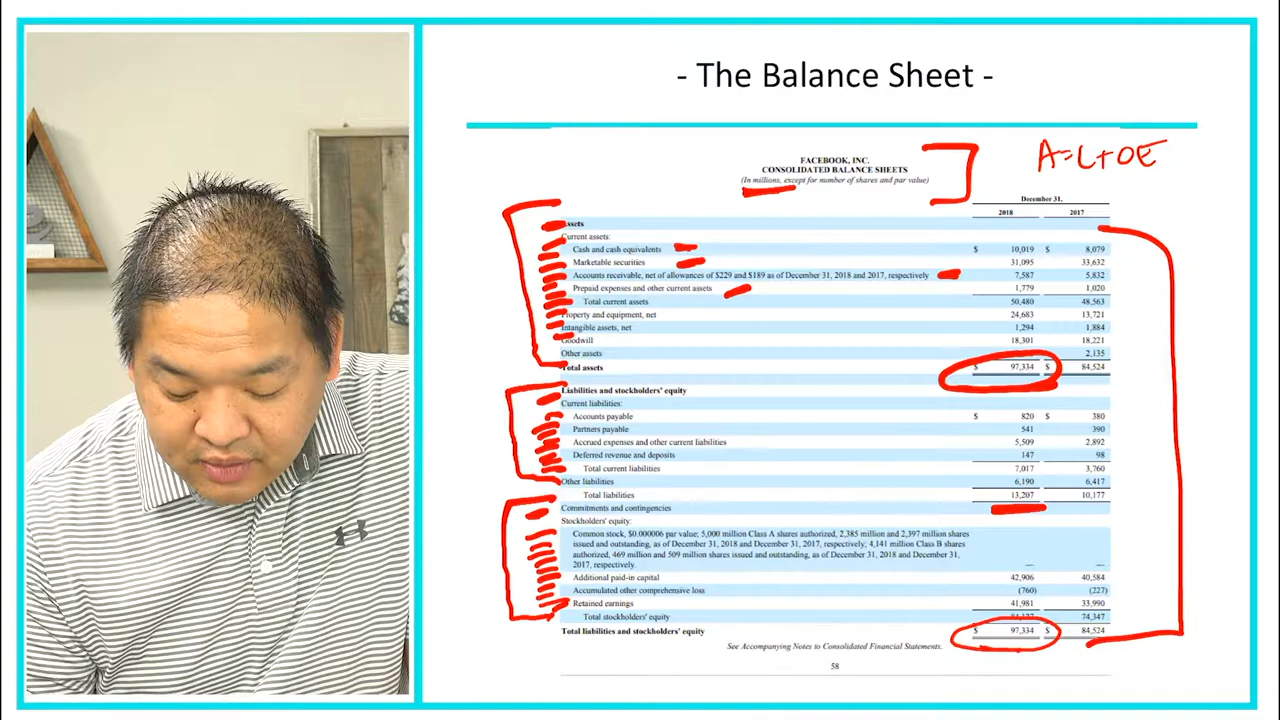 - The Balance Sheet -
A=L+OE
FACEBOOK, INC.
CONSOLIDATED BALANCE SHEETS
(In millions, except for number of shares and par value)
December 31,
2018 2017
Assets
Current assets:
Cash and cash equivalents $ 10,019 $ 8,079
Marketable securities 31,095 33,632
Accounts receivable, net of allowances of $229 and $189 as of December 31, 2018 and 2017, respectively 7,587 5,832
Prepaid expenses and other current assets 1,779 1,020
Total current assets 50,480 48,563
Property and equipment, net 24,683 13,721
Intangible assets, net 1,294 1,884
Goodwill 18,301 18,221
Other assets 2,135
Total assets $ 97,334 $ 84,524
Liabilities and stockholders' equity
Current liabilities:
Accounts payable $ 820 $ 380
Partners payable 541 390
Accrued expenses and other current liabilities 5,509 2,892
Deferred revenue and deposits 147 98
Total current liabilities 7,017 3,760
Other liabilities 6,190 6,417
Total liabilities 13,207 10,177
Commitments and contingencies
Stockholders' equity:
Common stock, $0.000006 par value; 5,000 million Class A shares authorized, 2,385 million and 2,397 million shares
issued and outstanding, as of December 31, 2018 and December 31, 2017, respectively; 4,141 million Class B shares
authorized, 469 million and 509 million shares issued and outstanding, as of December 31, 2018 and December 31,
2017, respectively. — —
Additional paid-in capital 42,906 40,584
Accumulated other comprehensive loss (760) (227)
Retained earnings 41,981 33,990
Total stockholders' equity 74,347
Total liabilities and stockholders' equity $ 97,334 $ 84,524
See Accompanying Notes to Consolidated Financial Statements.
58